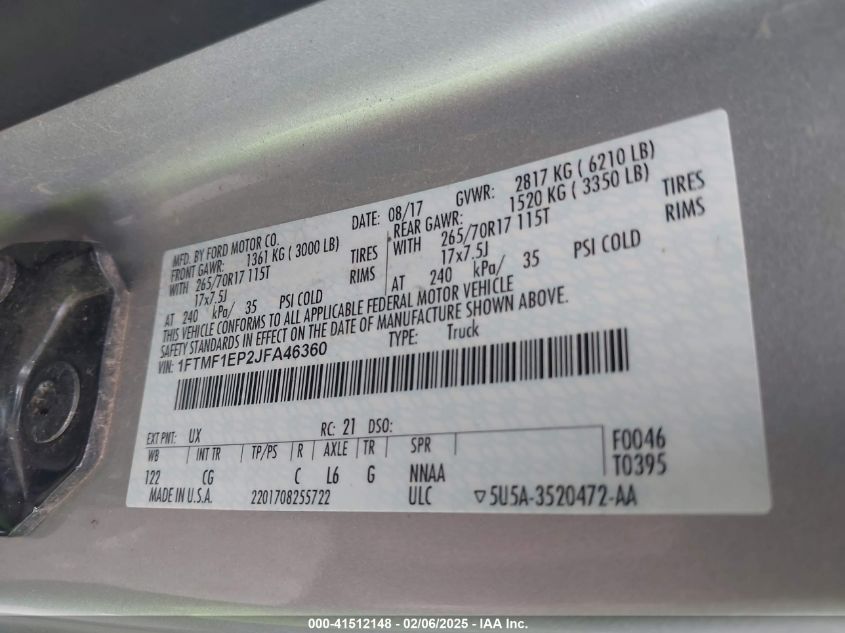 MFD. BY FORD MOTOR CO.
DATE: 08/17 GVWR: 2817 KG ( 6210 LB)
FRONT GAWR: 1361 KG ( 3000 LB)
REAR GAWR: 1520 KG ( 3350 LB)
WITH 265/70R17 115T TIRES
WITH 265/70R17 115T TIRES
17x7.5J RIMS
17x7.5J RIMS
AT 240 kPa/ 35 PSI COLD
AT 240 kPa/ 35 PSI COLD
THIS VEHICLE CONFORMS TO ALL APPLICABLE FEDERAL MOTOR VEHICLE
SAFETY STANDARDS IN EFFECT ON THE DATE OF MANUFACTURE SHOWN ABOVE.
VIN: 1FTMF1EP2JFA46360 TYPE: Truck
EXT PNT: UX RC: 21 DSO:
WB INT TR TP/PS R AXLE TR SPR F0046
122 CG C L6 G NNAA T0395
MADE IN U.S.A. 2201708255722 ULC ▽5U5A-3520472-AA
000-41512148 - 02/06/2025 - IAA Inc.